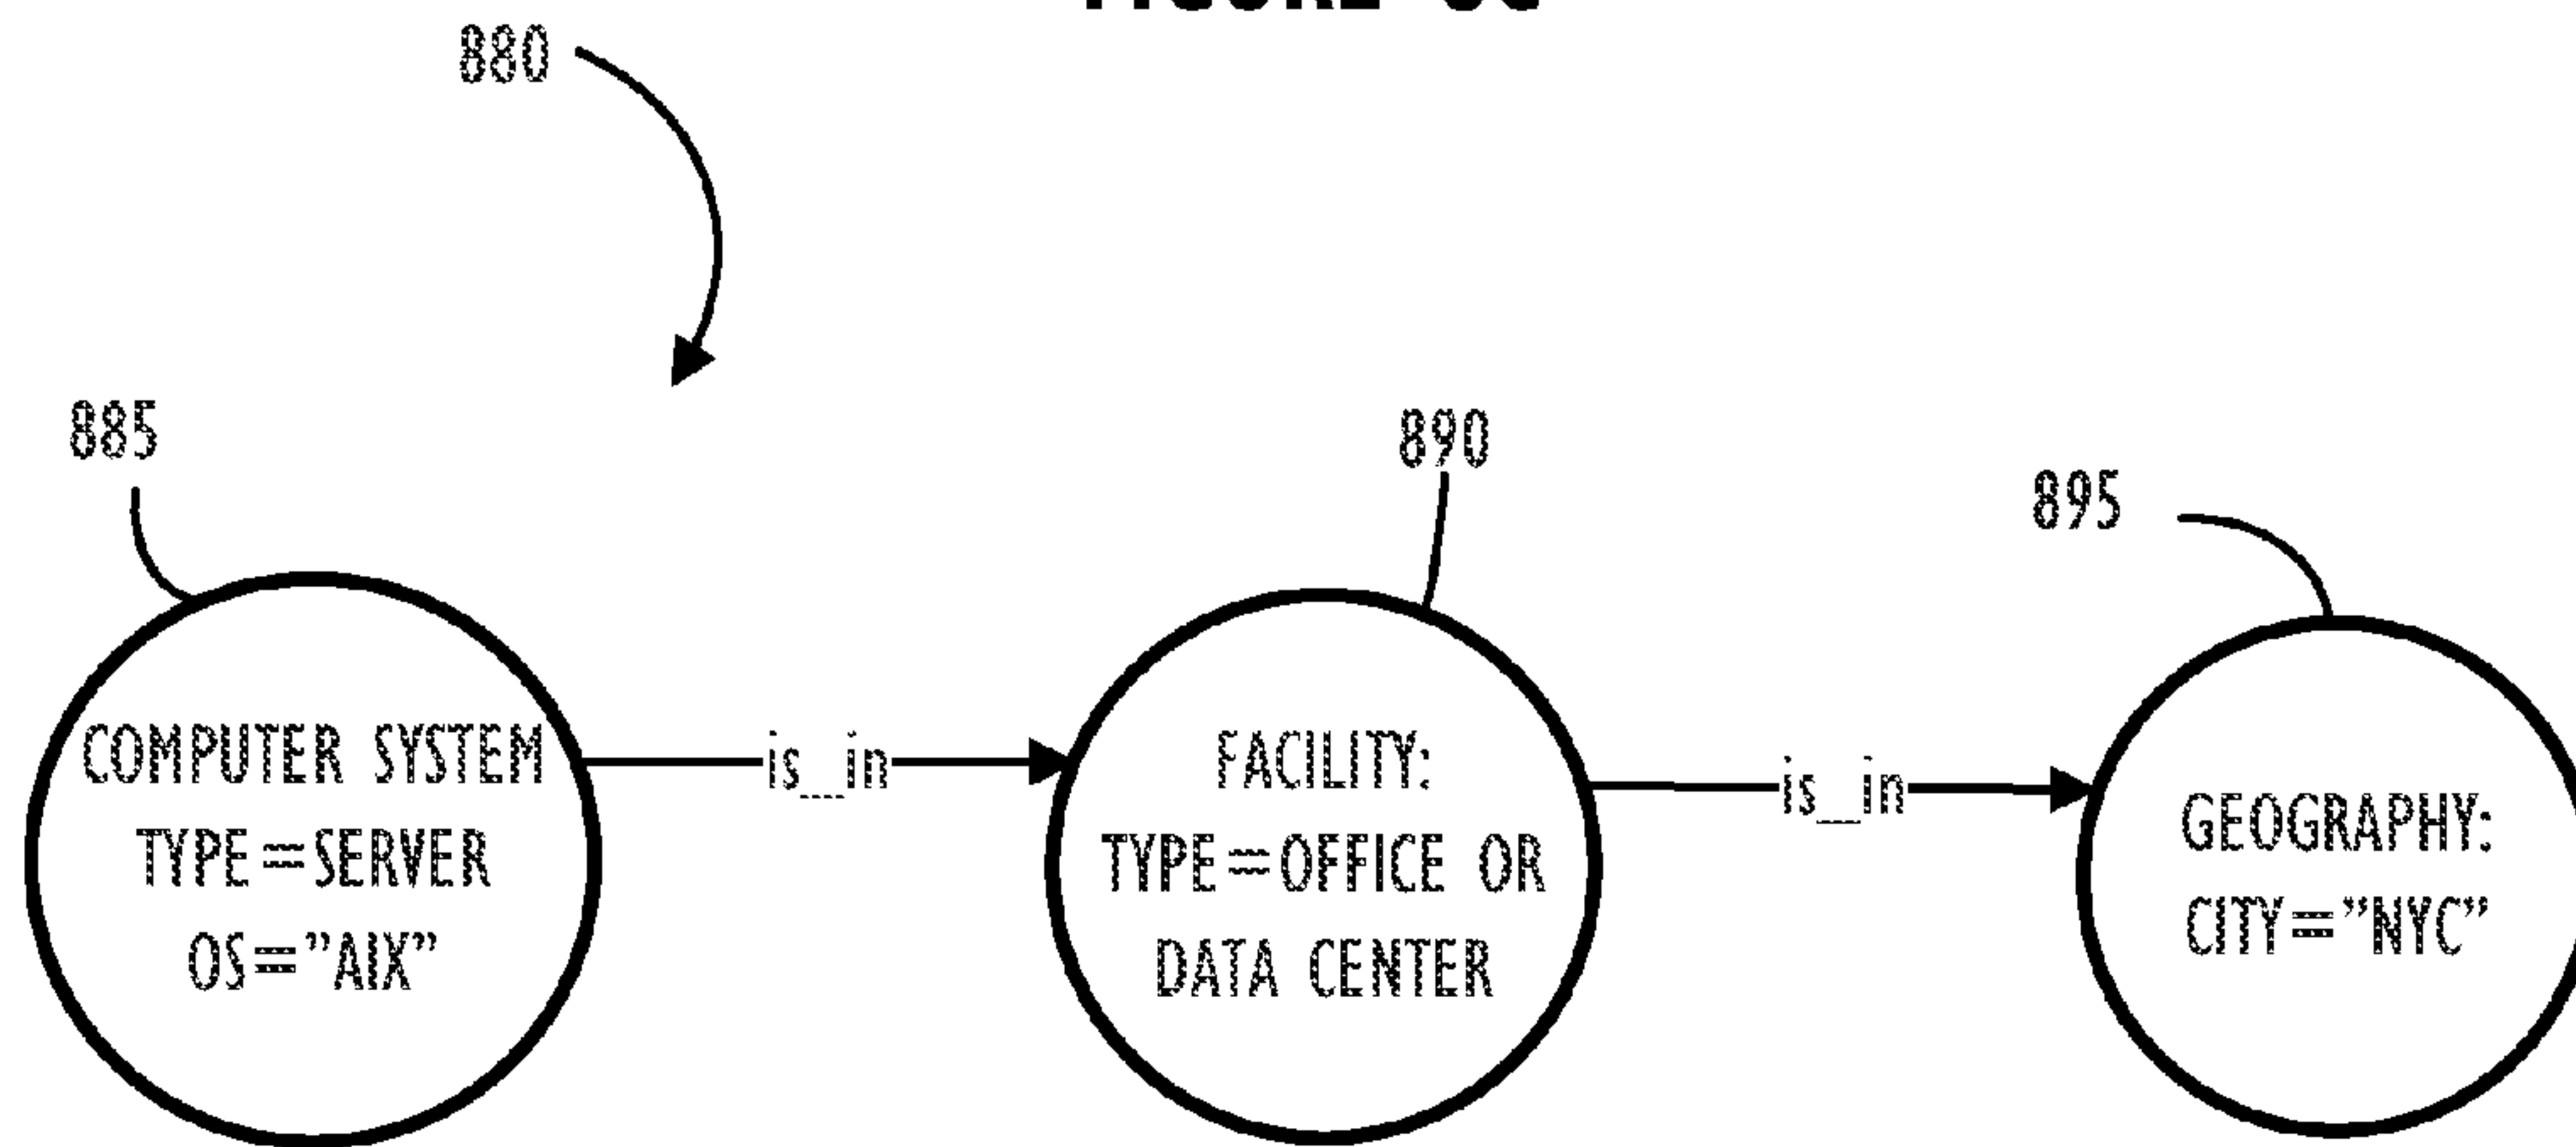 880
885
890
895
COMPUTER SYSTEM
TYPE=SERVER
OS="AIX"
is_in
FACILITY:
TYPE=OFFICE OR
DATA CENTER
is_in
GEOGRAPHY:
CITY="NYC"